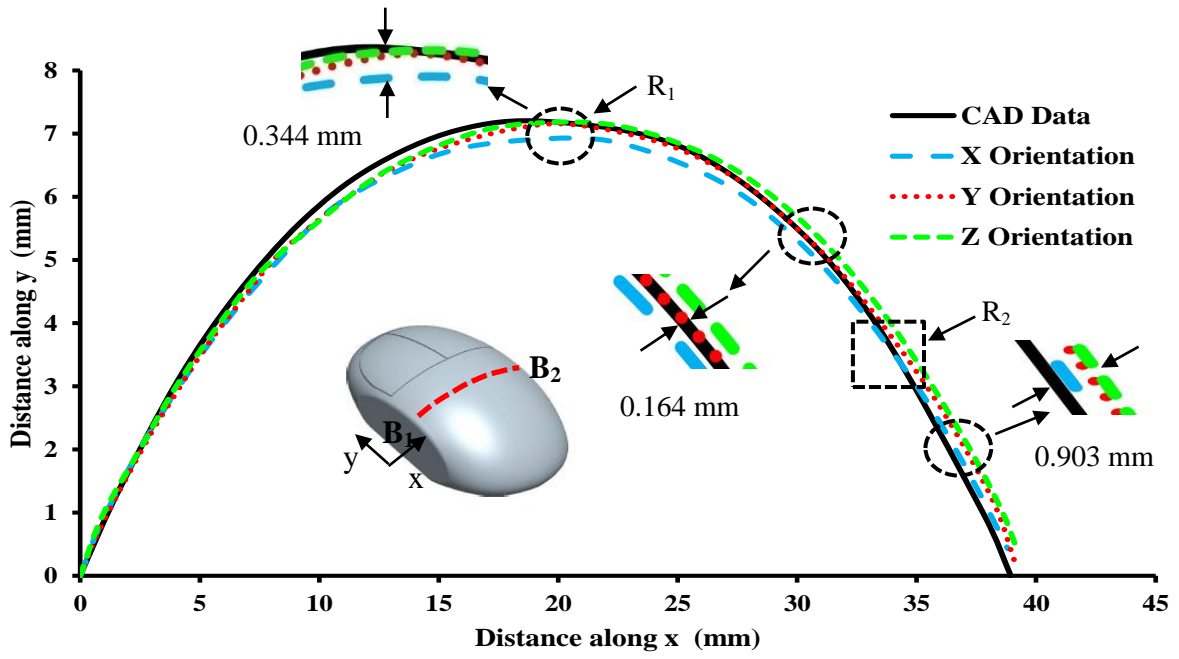 8
7
6
5
4
3
2
1
0
Distance along y (mm)
0 5 10 15 20 25 30 35 40 45
Distance along x (mm)
0.344 mm
R1
CAD Data
X Orientation
Y Orientation
Z Orientation
R2
0.164 mm
0.903 mm
B2
B1
y
x